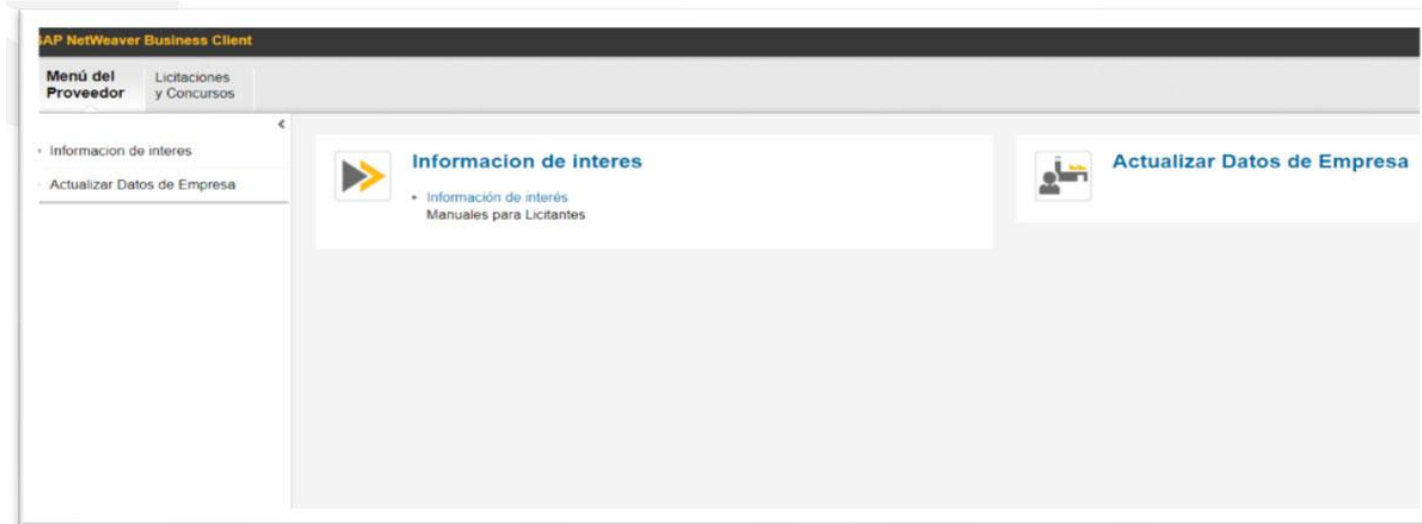 SAP NetWeaver Business Client
Menú del
Proveedor
Licitaciones
y Concursos
Informacion de interes
Actualizar Datos de Empresa
Informacion de interes
Información de interés
Manuales para Licitantes
Actualizar Datos de Empresa